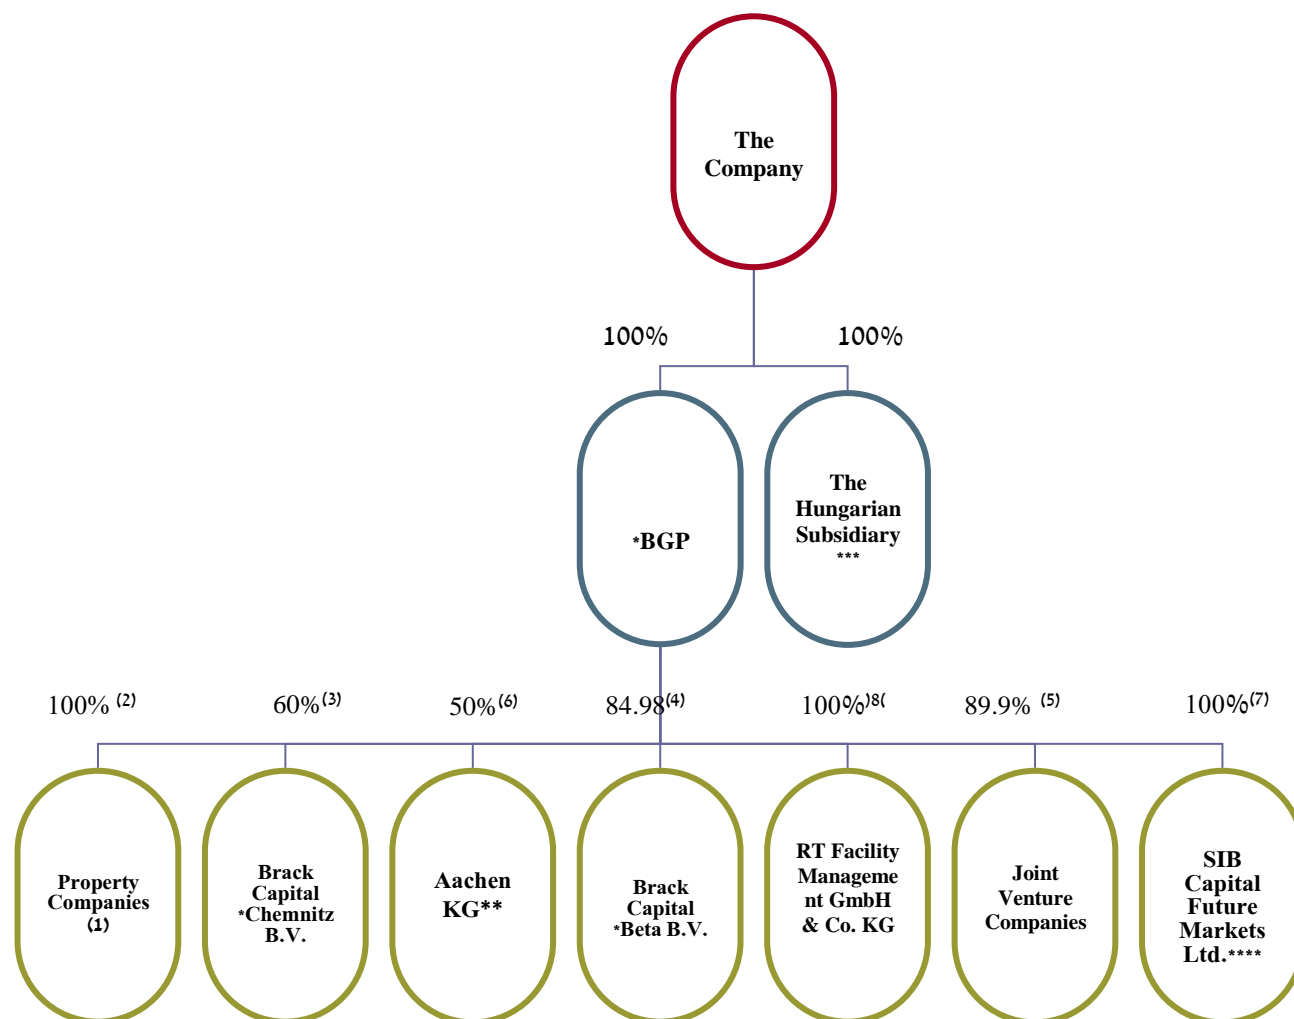 The
Company
100%
100%
*BGP
The
Hungarian
Subsidiary
***
100% (2)
60%(3)
50%(6)
84.98(4)
100%)8(
89.9% (5)
100%(7)
Property
Companies
(1)
Brack
Capital
*Chemnitz
B.V.
Aachen
KG**
Brack
Capital
*Beta B.V.
RT Facility
Manageme
nt GmbH
& Co. KG
Joint
Venture
Companies
SIB
Capital
Future
Markets
Ltd.****